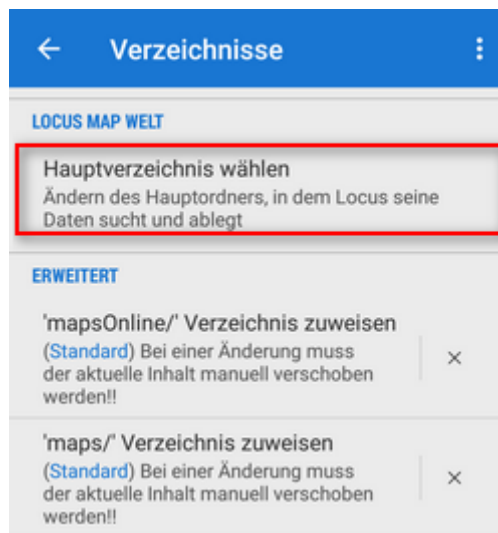 Verzeichnisse
LOCUS MAP WELT
Hauptverzeichnis wählen
Ändern des Hauptordners, in dem Locus seine
Daten sucht und ablegt
ERWEITERT
'mapsOnline/' Verzeichnis zuweisen
(Standard) Bei einer Änderung muss
der aktuelle Inhalt manuell verschoben
werden!!
'maps/' Verzeichnis zuweisen
(Standard) Bei einer Änderung muss
der aktuelle Inhalt manuell verschoben
werden!!